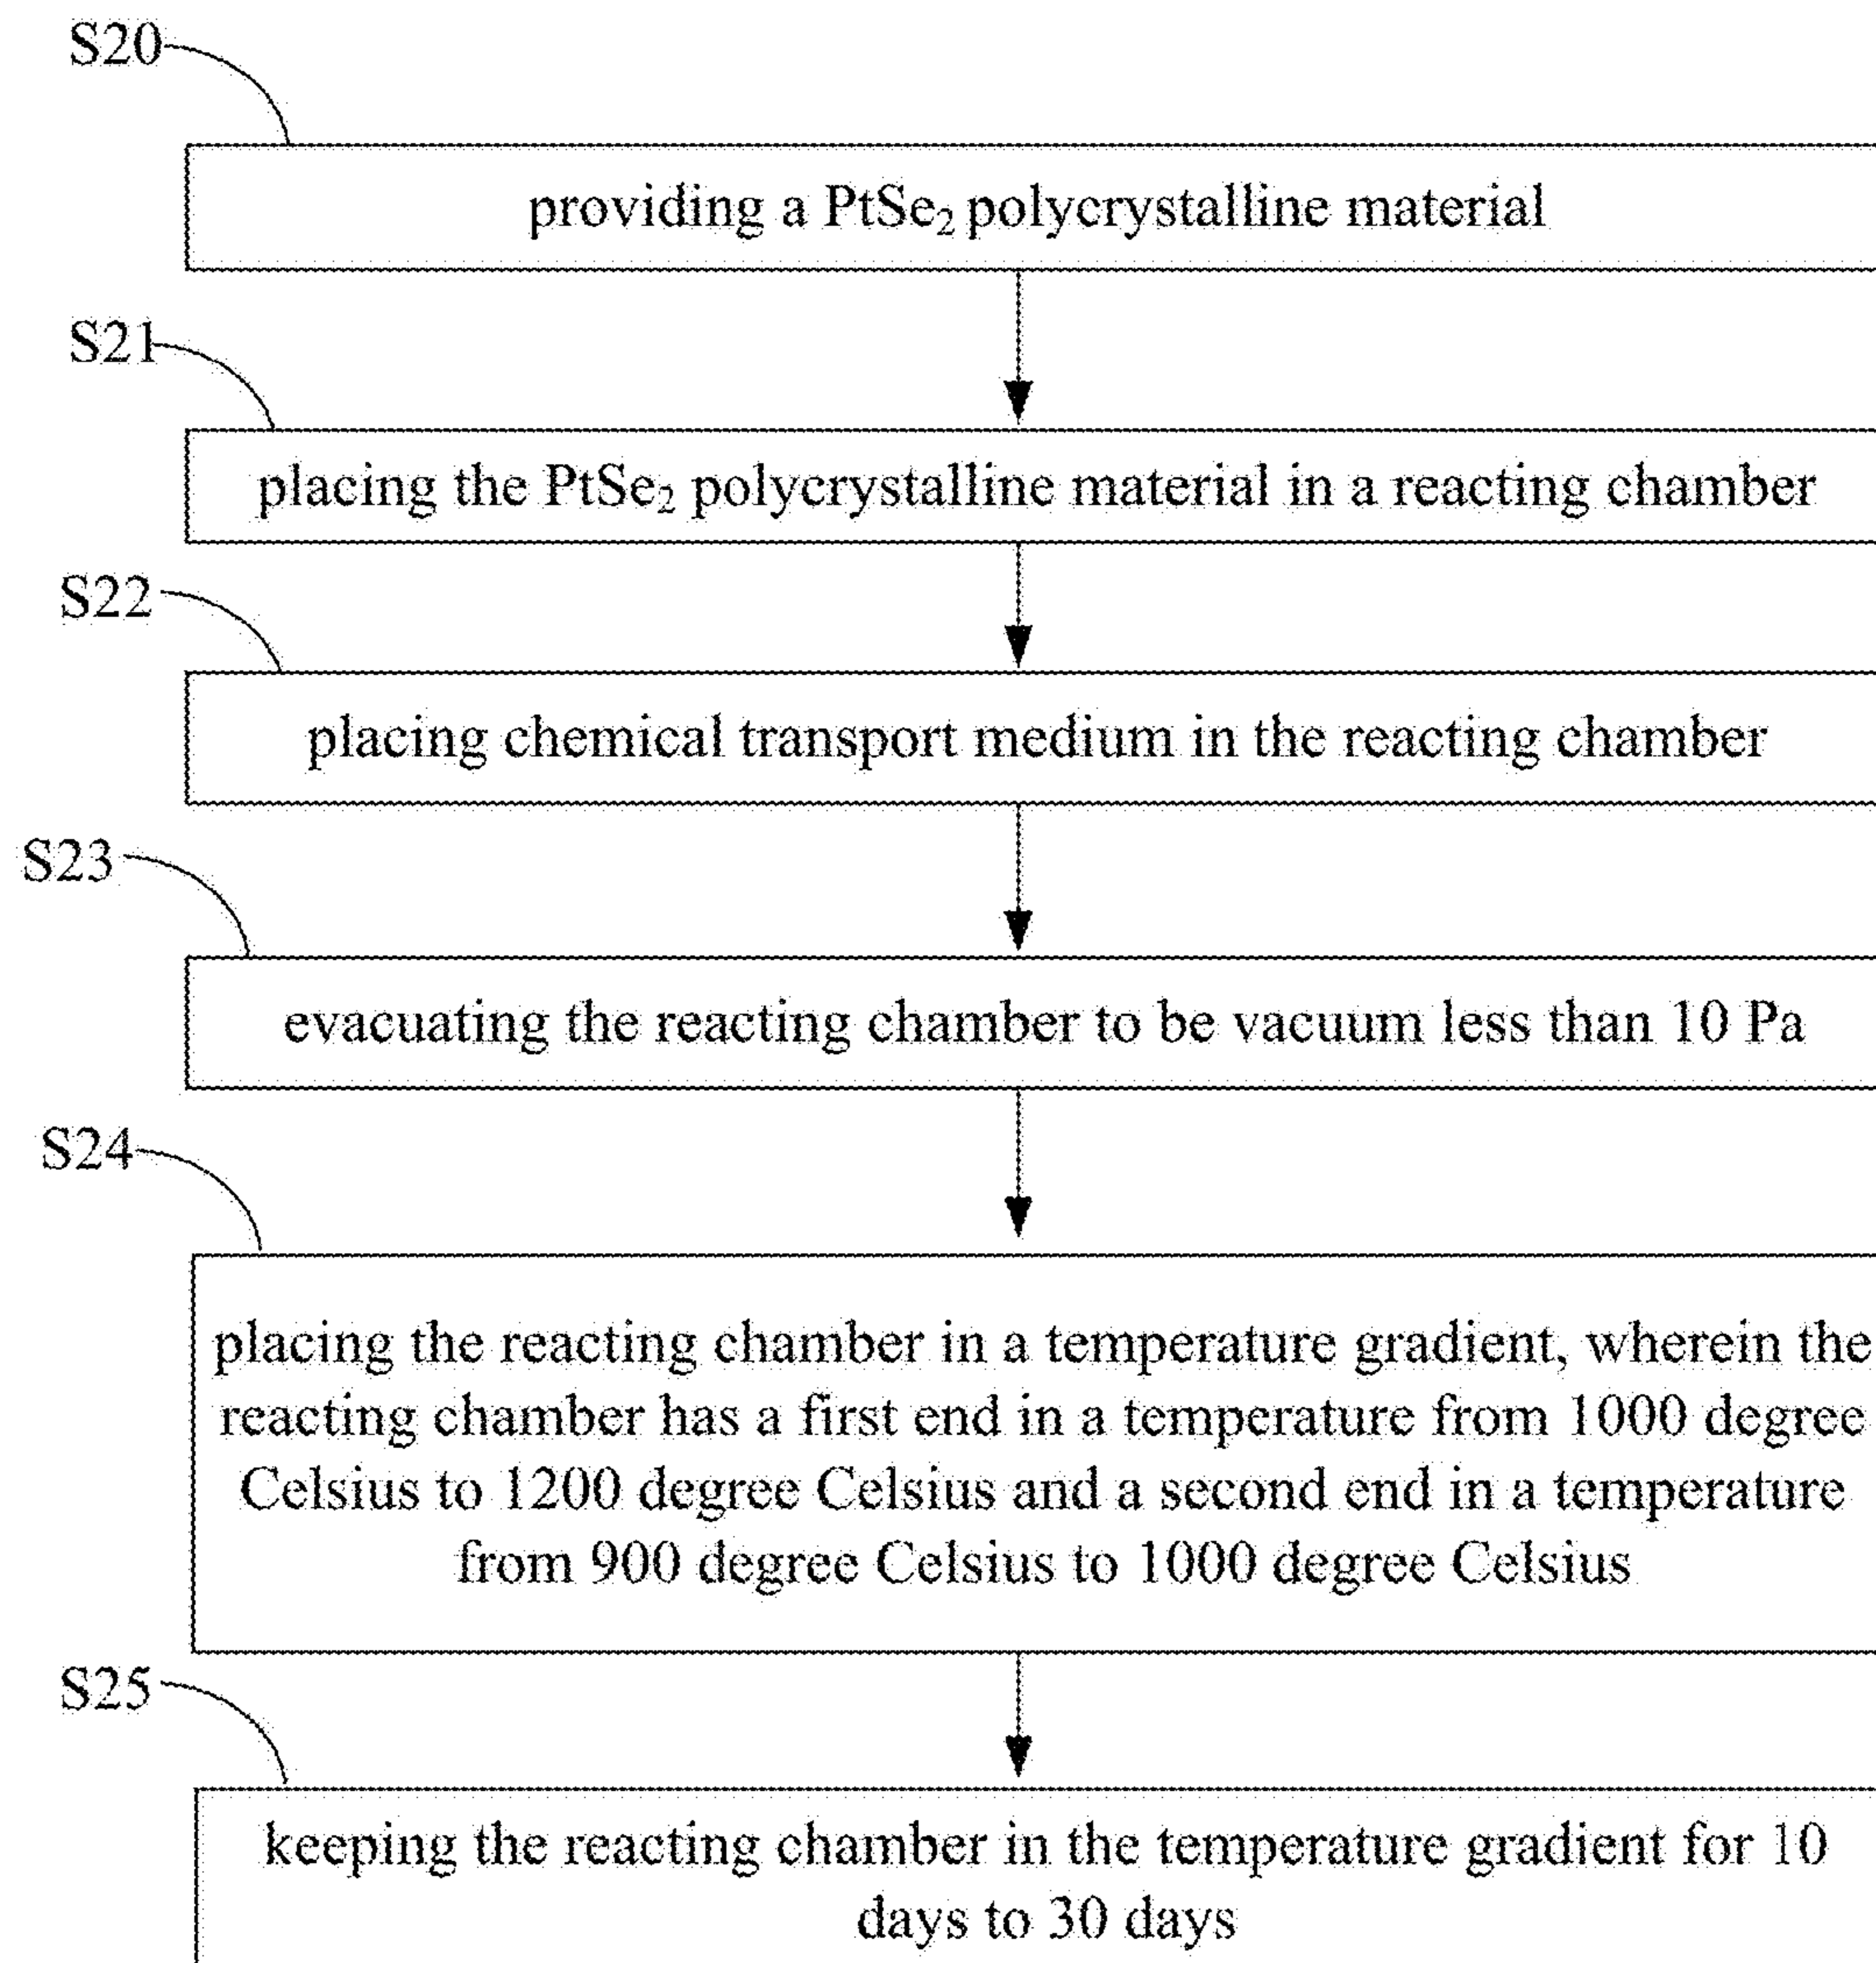 S20
providing a PtSe₂ polycrystalline material
S21
placing the PtSe₂ polycrystalline material in a reacting chamber
S22
placing chemical transport medium in the reacting chamber
S23
evacuating the reacting chamber to be vacuum less than 10 Pa
S24
placing the reacting chamber in a temperature gradient, wherein the
reacting chamber has a first end in a temperature from 1000 degree
Celsius to 1200 degree Celsius and a second end in a temperature
from 900 degree Celsius to 1000 degree Celsius
S25
keeping the reacting chamber in the temperature gradient for 10
days to 30 days